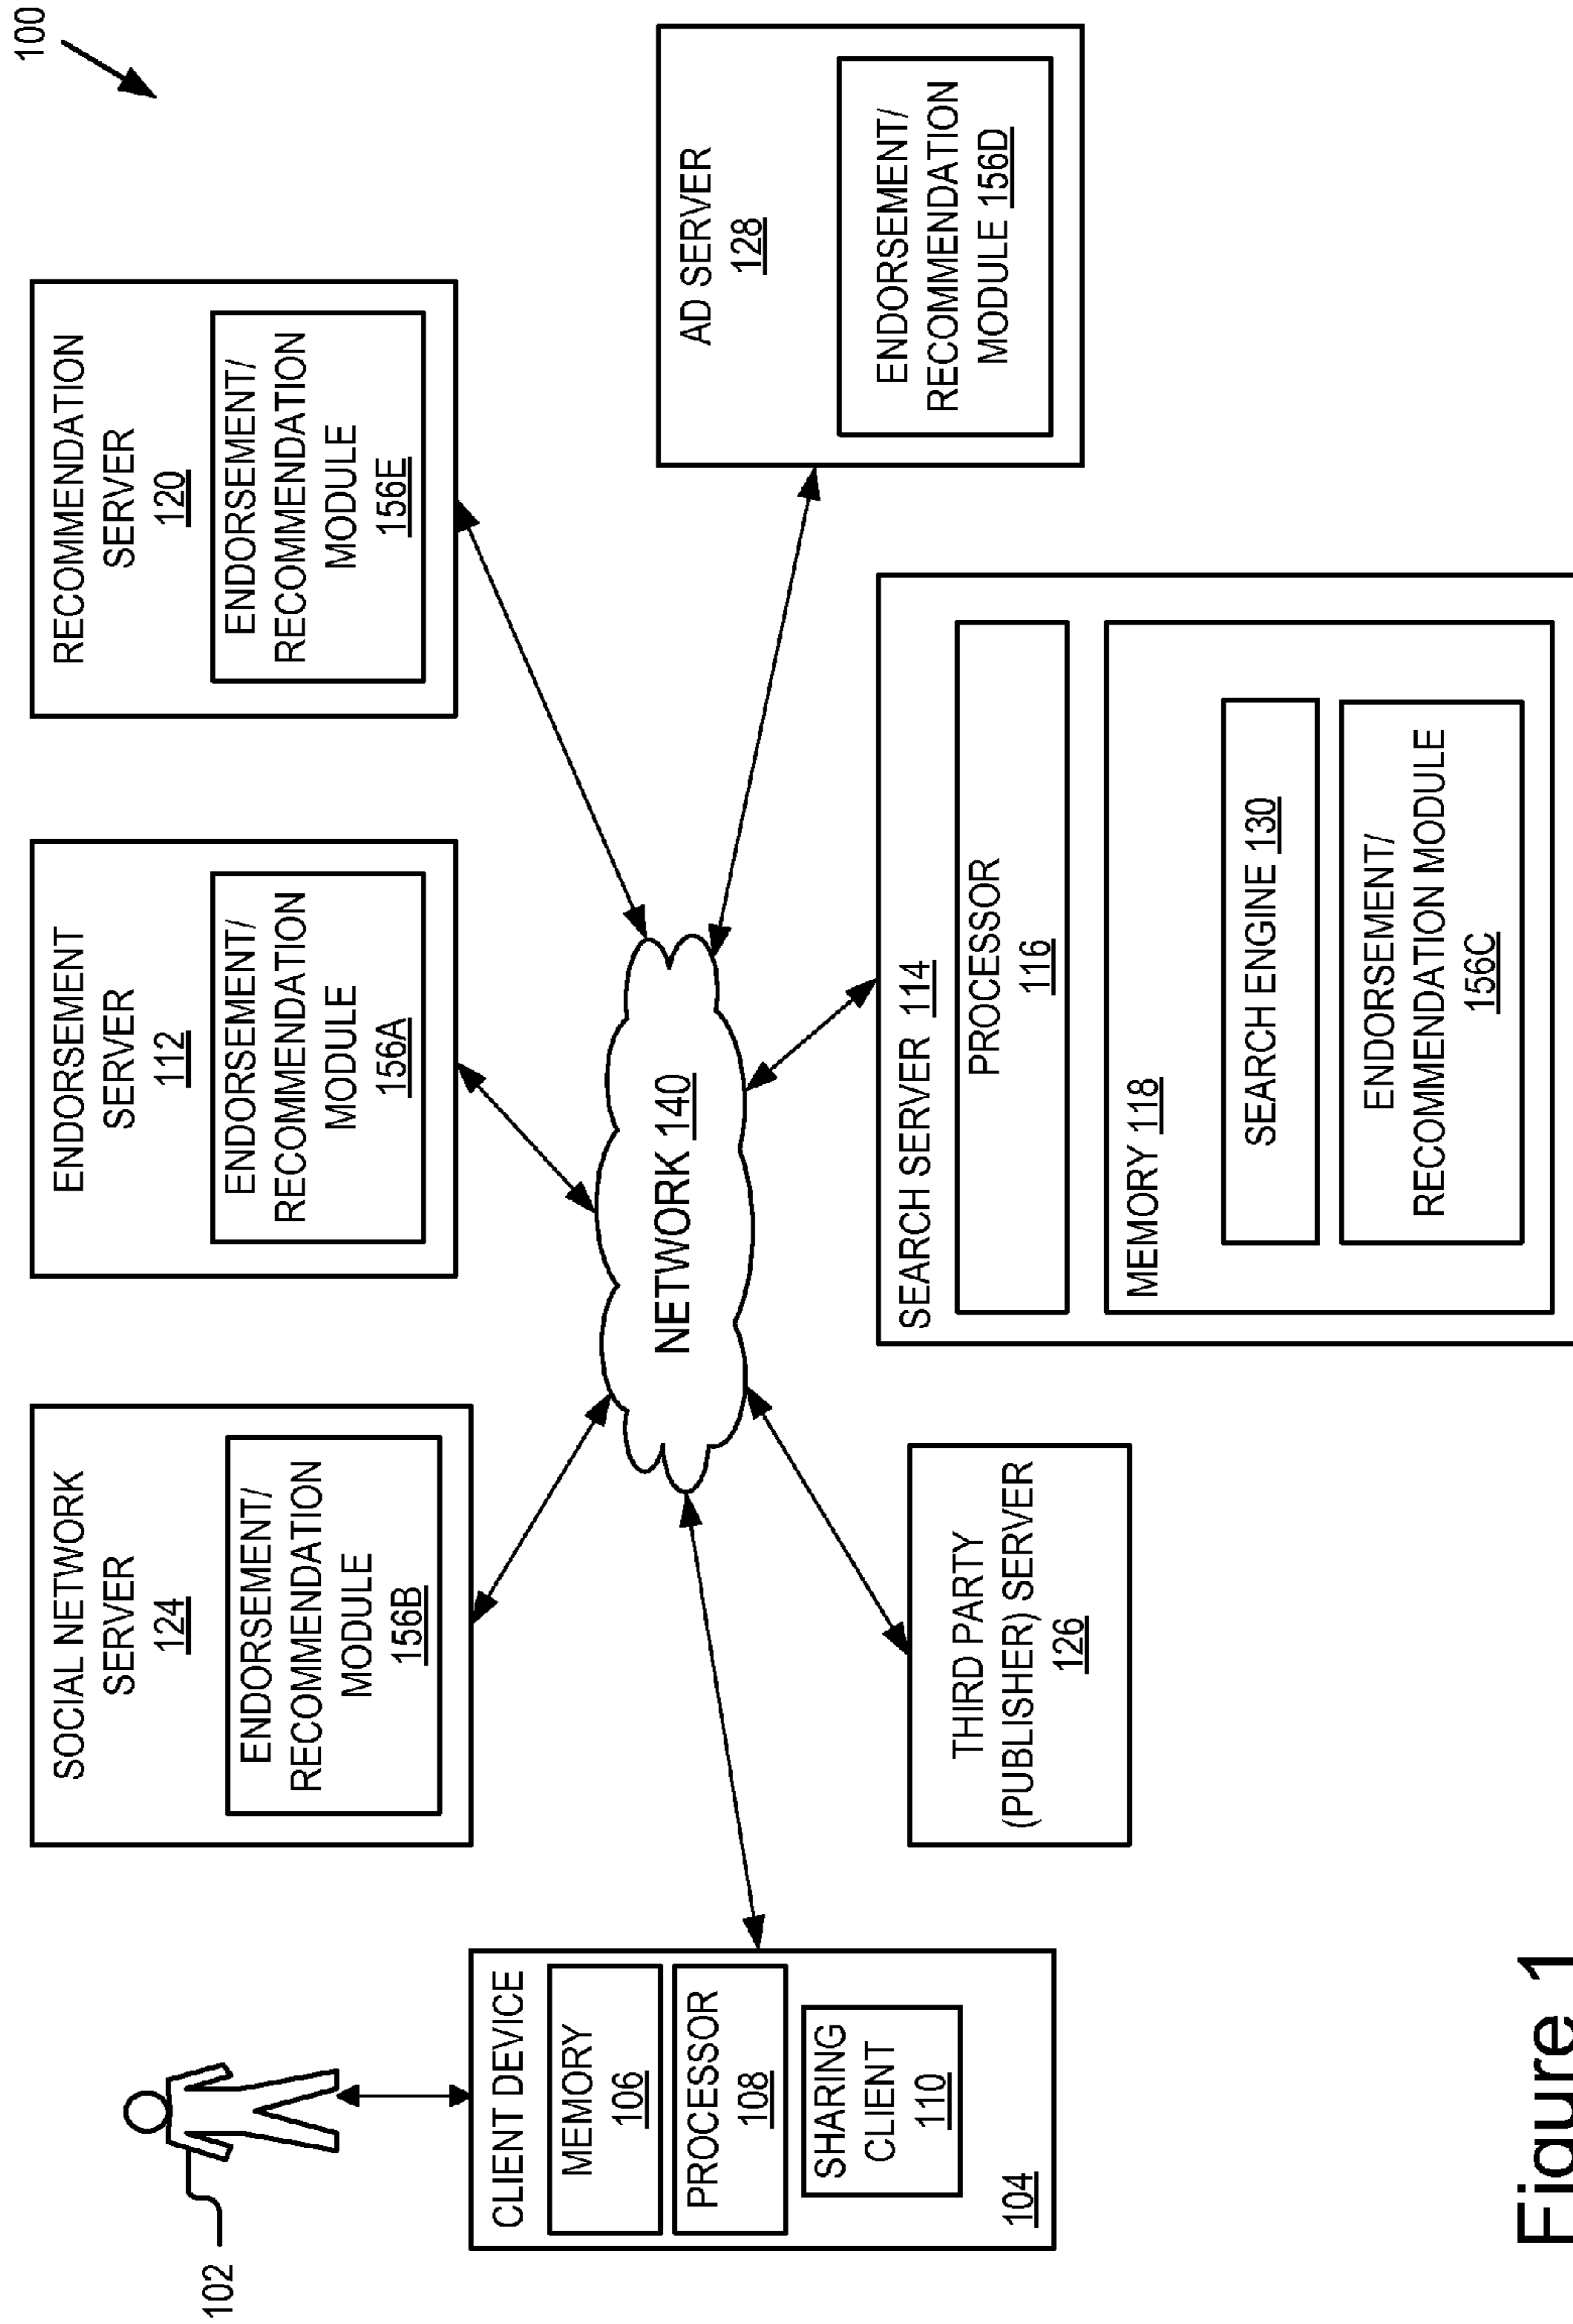 100
102
CLIENT DEVICE
MEMORY
106
PROCESSOR
108
SHARING
CLIENT
110
104
SOCIAL NETWORK
SERVER
124
ENDORSEMENT/
RECOMMENDATION
MODULE
156B
ENDORSEMENT
SERVER
112
ENDORSEMENT/
RECOMMENDATION
MODULE
156A
RECOMMENDATION
SERVER
120
ENDORSEMENT/
RECOMMENDATION
MODULE
156E
NETWORK 140
AD SERVER
128
ENDORSEMENT/
RECOMMENDATION
MODULE 156D
THIRD PARTY
(PUBLISHER) SERVER
126
SEARCH SERVER 114
PROCESSOR
116
MEMORY 118
SEARCH ENGINE 130
ENDORSEMENT/
RECOMMENDATION MODULE
156C
Figure 1